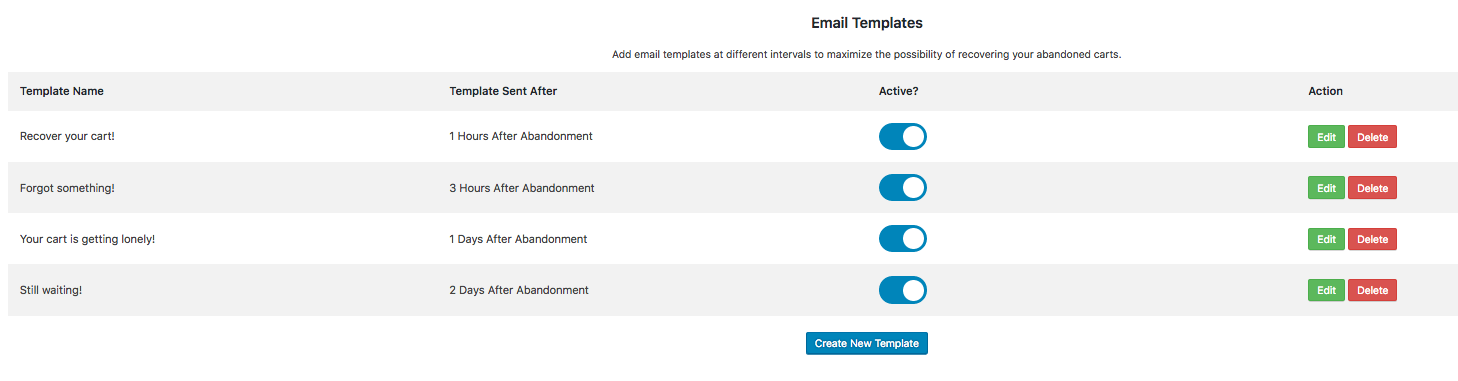 Email Templates
Add email templates at different intervals to maximize the possibility of recovering your abandoned carts.
Template Name Template Sent After Active? Action
Recover your cart! 1 Hours After Abandonment Edit Delete
Forgot something! 3 Hours After Abandonment Edit Delete
Your cart is getting lonely! 1 Days After Abandonment Edit Delete
Still waiting! 2 Days After Abandonment Edit Delete
Create New Template